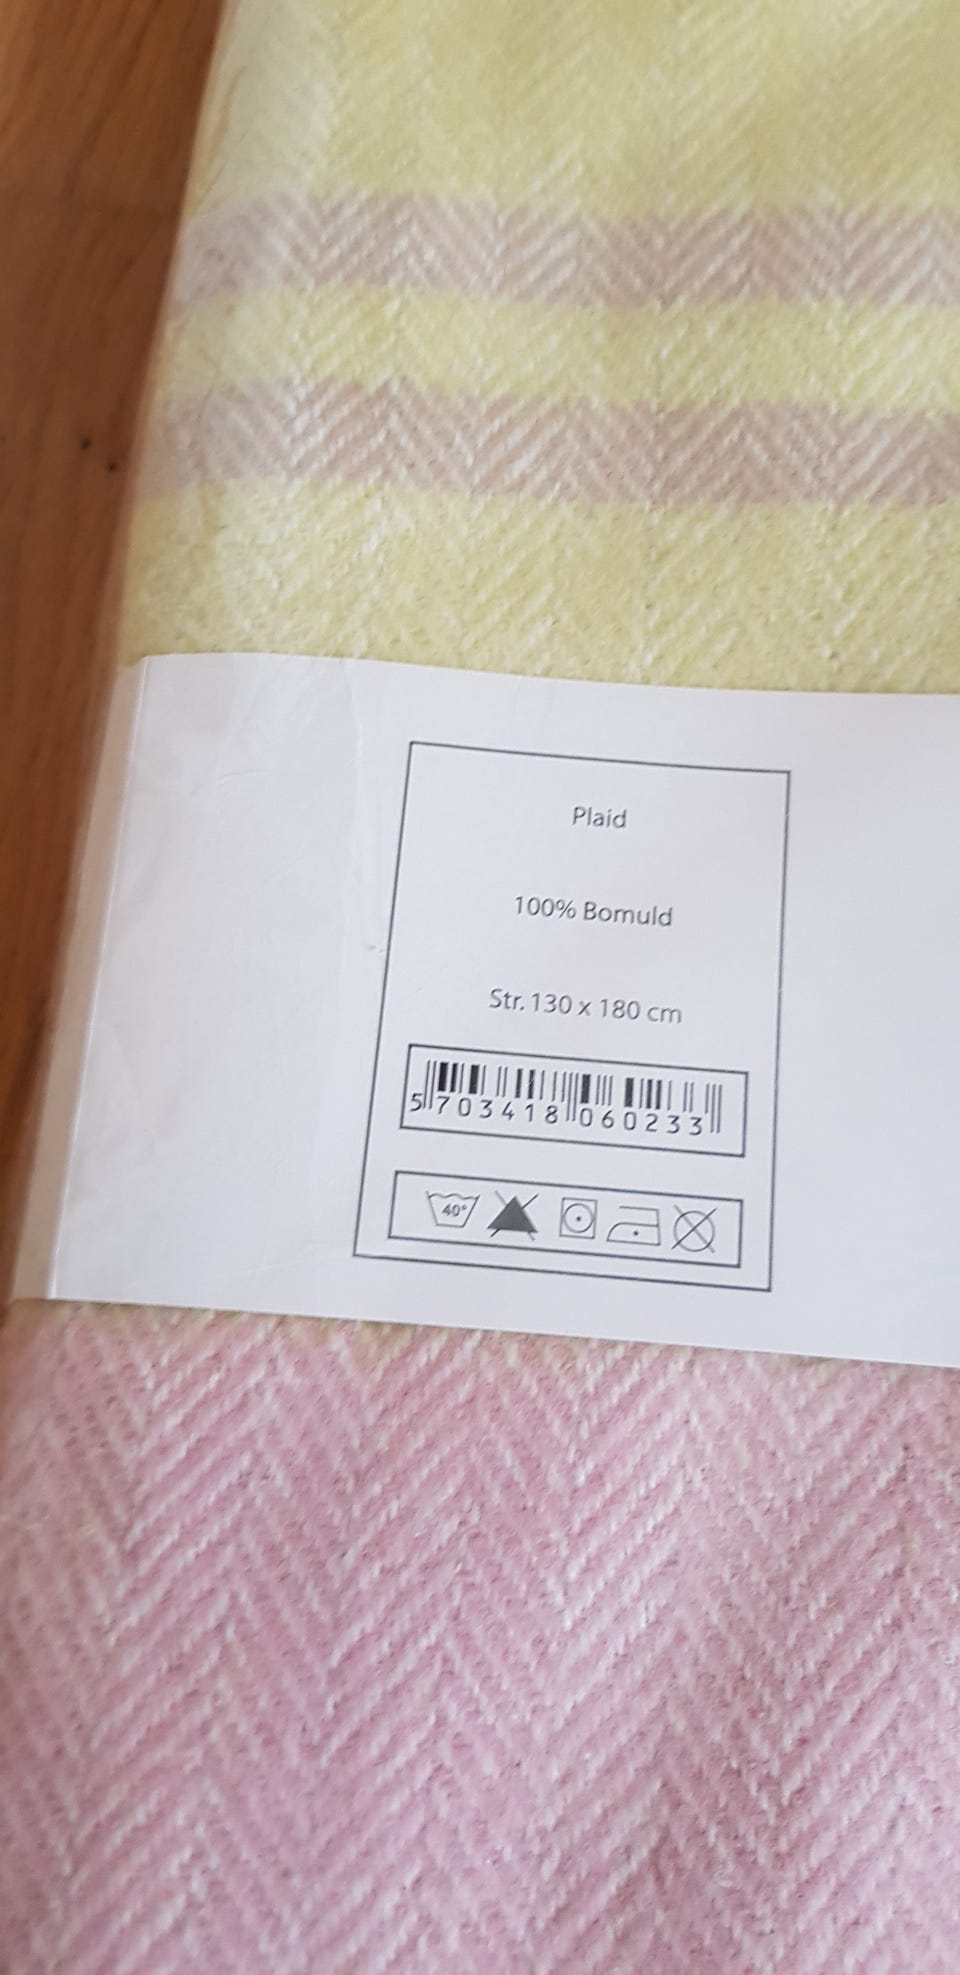 Plaid
100% Bomuld
Str. 130 x 180 cm
5 703418 060233
40°